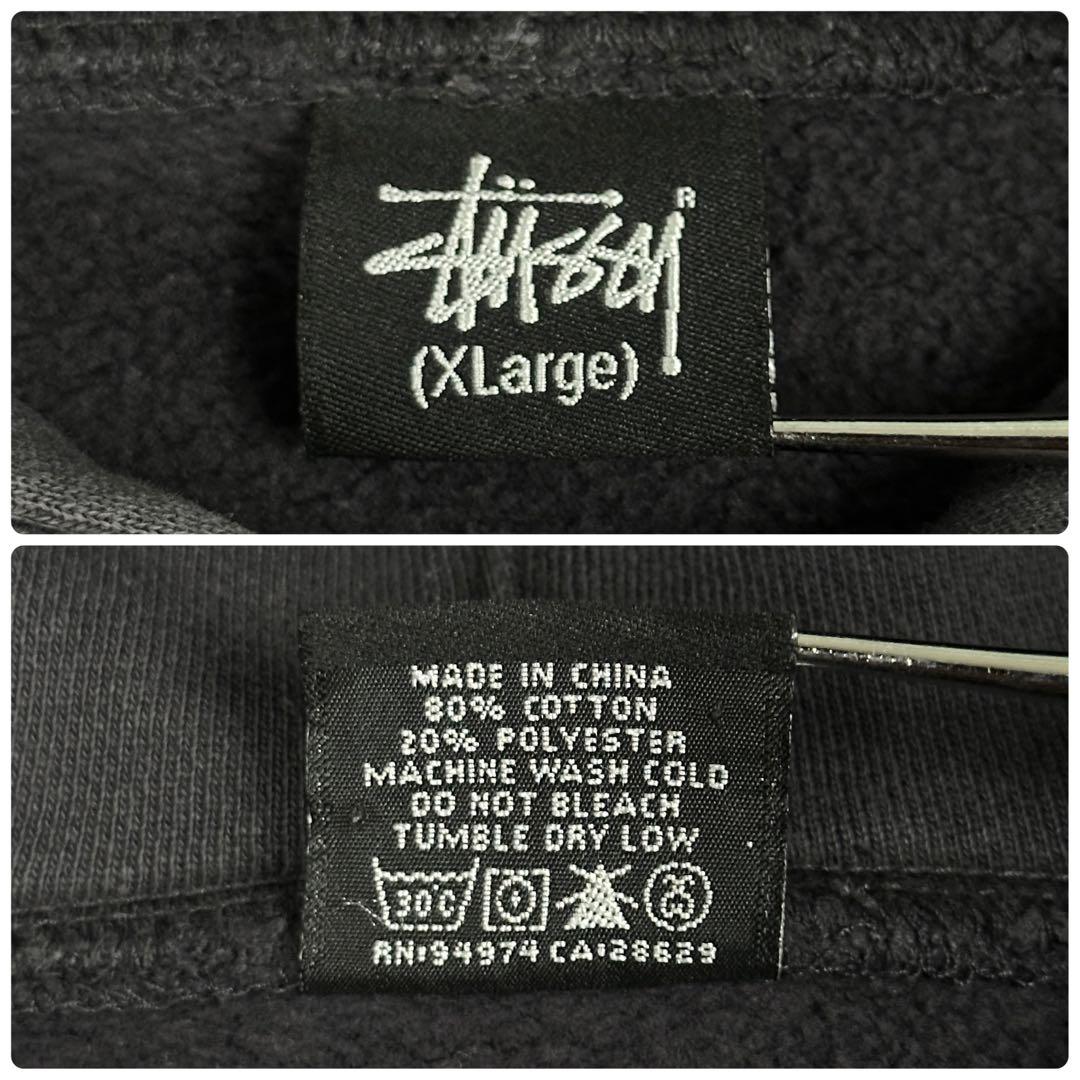 Stüssy
®
(XLarge)
MADE IN CHINA
80% COTTON
20% POLYESTER
MACHINE WASH COLD
DO NOT BLEACH
TUMBLE DRY LOW
30°C
RN:94974 CA:28629